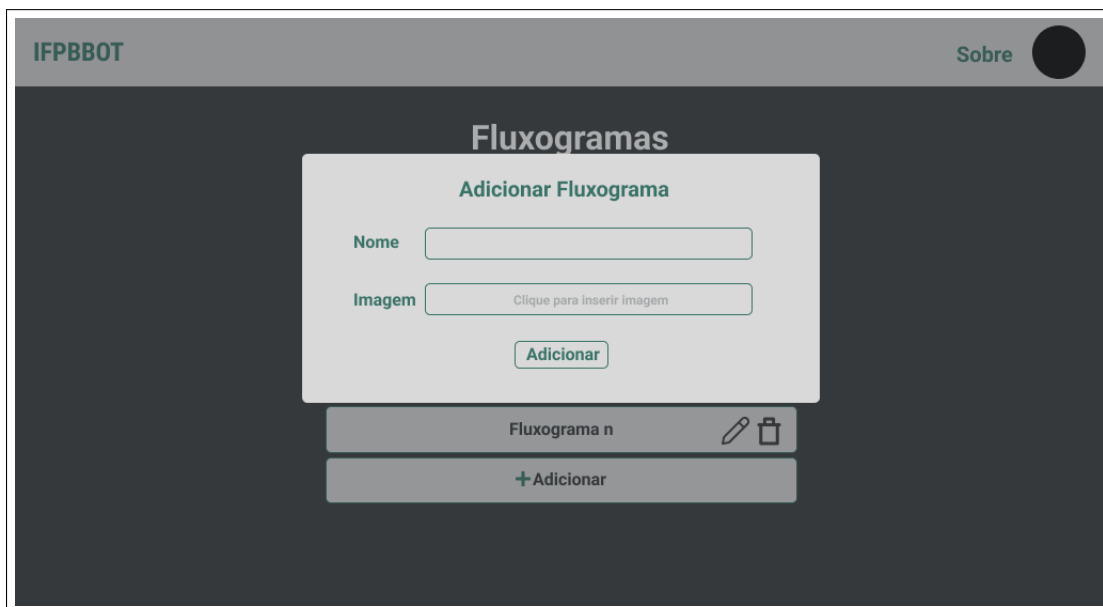 IFPBBOT
Sobre
Fluxogramas
Adicionar Fluxograma
Nome
Imagem Clique para inserir imagem
Adicionar
Fluxograma n
+Adicionar